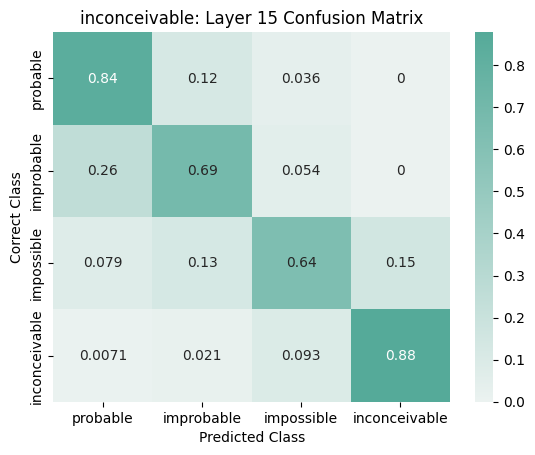 inconceivable: Layer 15 Confusion Matrix
Correct Class
probable
0.84 0.12 0.036 0
improbable
0.26 0.69 0.054 0
impossible
0.079 0.13 0.64 0.15
inconceivable
0.0071 0.021 0.093 0.88
probable improbable impossible inconceivable
Predicted Class
0.8
0.7
0.6
0.5
0.4
0.3
0.2
0.1
0.0